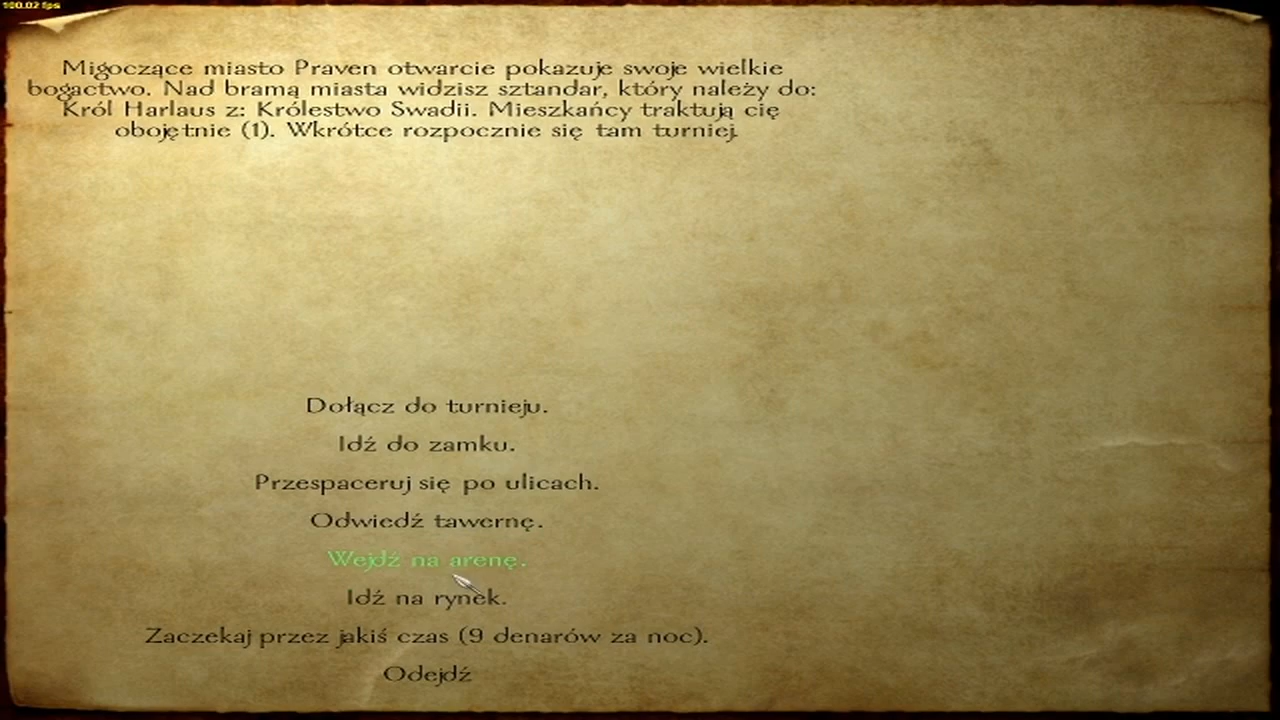 100.02 fps
Migoczące miasto Praven otwarcie pokazuje swoje wielkie
bogactwo. Nad bramą miasta widzisz sztandar, który należy do:
Król Harlaus z: Królestwo Swadii. Mieszkańcy traktują cię
obojętnie (1). Wkrótce rozpocznie się tam turniej.
Dołącz do turnieju.
Idź do zamku.
Przespaceruj się po ulicach.
Odwiedź tawernę.
Wejdź na arenę.
Idź na rynek.
Zaczekaj przez jakiś czas (9 denarów za noc).
Odejdź